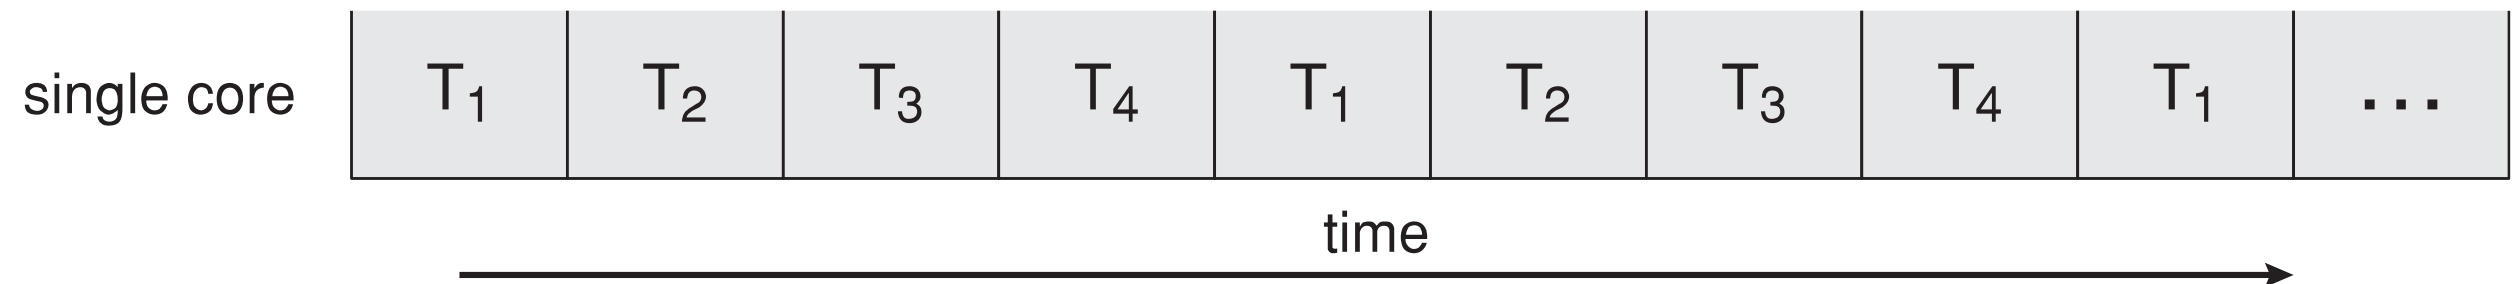 single core T₁ T₂ T₃ T₄ T₁ T₂ T₃ T₄ T₁ ...
time